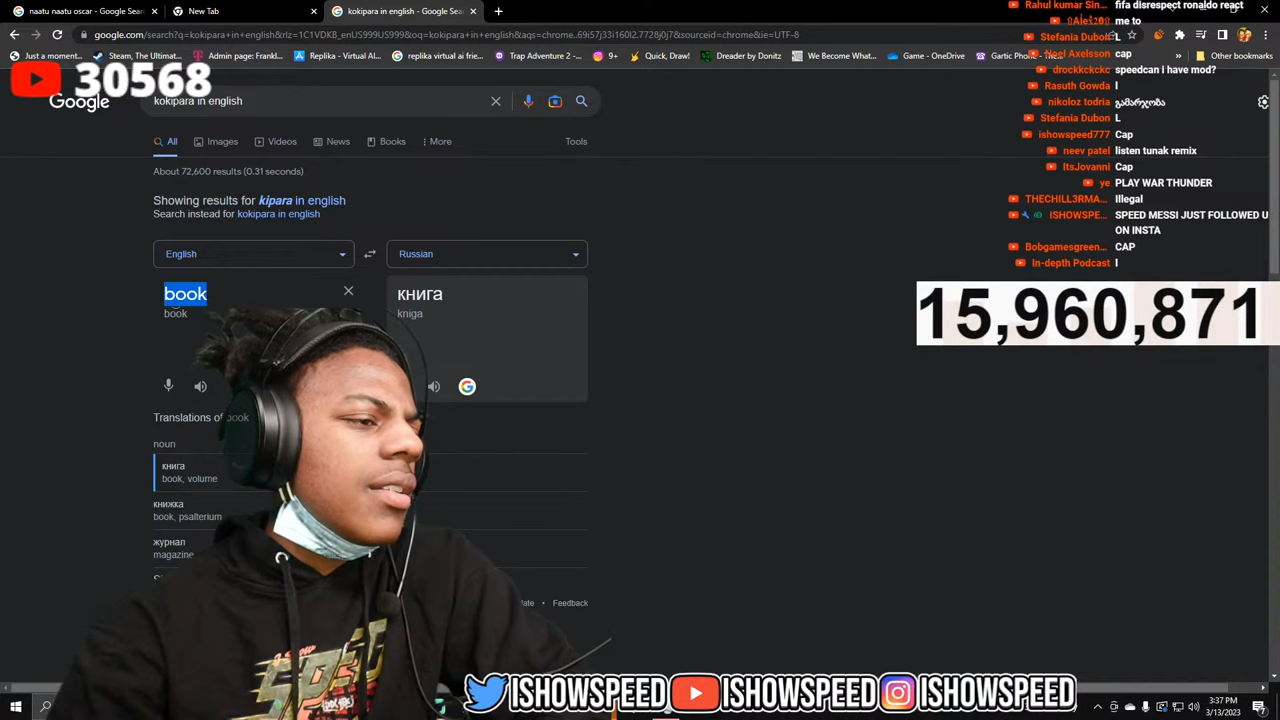 naatu naatu oscar - Google Sear
New Tab
kokipara in english - Google Sea
google.com/search?q=kokipara+in+english&rlz=1C1VDKB_enUS999US999&oq=kokipara+in+english&aqs=chrome..69i57j33i160l2.7728j0j7&sourceid=chrome&ie=UTF-8
Just a moment...
Steam, The Ultimat...
Admin page: Frankl...
YouTube
replika virtual ai frie...
Trap Adventure 2 -...
9+
Quick, Draw!
Dreader by Donitz
We Become What...
Game - OneDrive
Gartic Phone - The...
Other bookmarks
30568
Google
kokipara in english
All
Images
Videos
News
Books
More
Tools
About 72,600 results (0.31 seconds)
Showing results for kipara in english
Search instead for kokipara in english
English
Russian
book
book
книга
kniga
Translations of book
noun
книга
book, volume
книжка
book, psalterium
журнал
magazine,
Feedback
Rahul kumar Sin... fifa disrespect ronaldo react
me to
Stefania Dubon L
Noel Axelsson cap
drockkckckc speedcan i have mod?
Rasuth Gowda I
nikoloz todria გამარჯობა
Stefania Dubon L
ishowspeed777 Cap
neev patel listen tunak remix
ItsJovanni Cap
ye PLAY WAR THUNDER
THECHILL3RMA... Illegal
ISHOWSPE... SPEED MESSI JUST FOLLOWED U
ON INSTA
Bobgamesgreen... CAP
In-depth Podcast I
15,960,871
SPEED
ISHOWSPEED
ISHOWSPEED
ISHOWSPEED
3:37 PM
3/13/2023